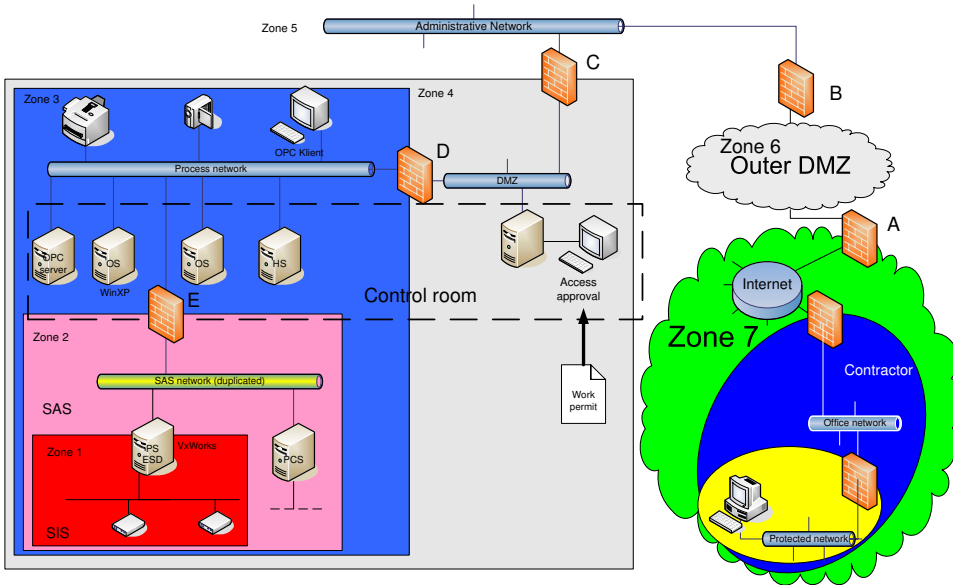 Zone 5
Administrative Network
C
B
Zone 3
Zone 4
OPC Klient
D
Process network
DMZ
Zone 6
Outer DMZ
A
OPC
server
OS
WinXP
OS
HS
Access
approval
Control room
E
Internet
Zone 7
Zone 2
SAS network (duplicated)
SAS
Work
permit
Contractor
Office network
Zone 1
PS
ESD
VxWorks
PCS
SIS
Protected network